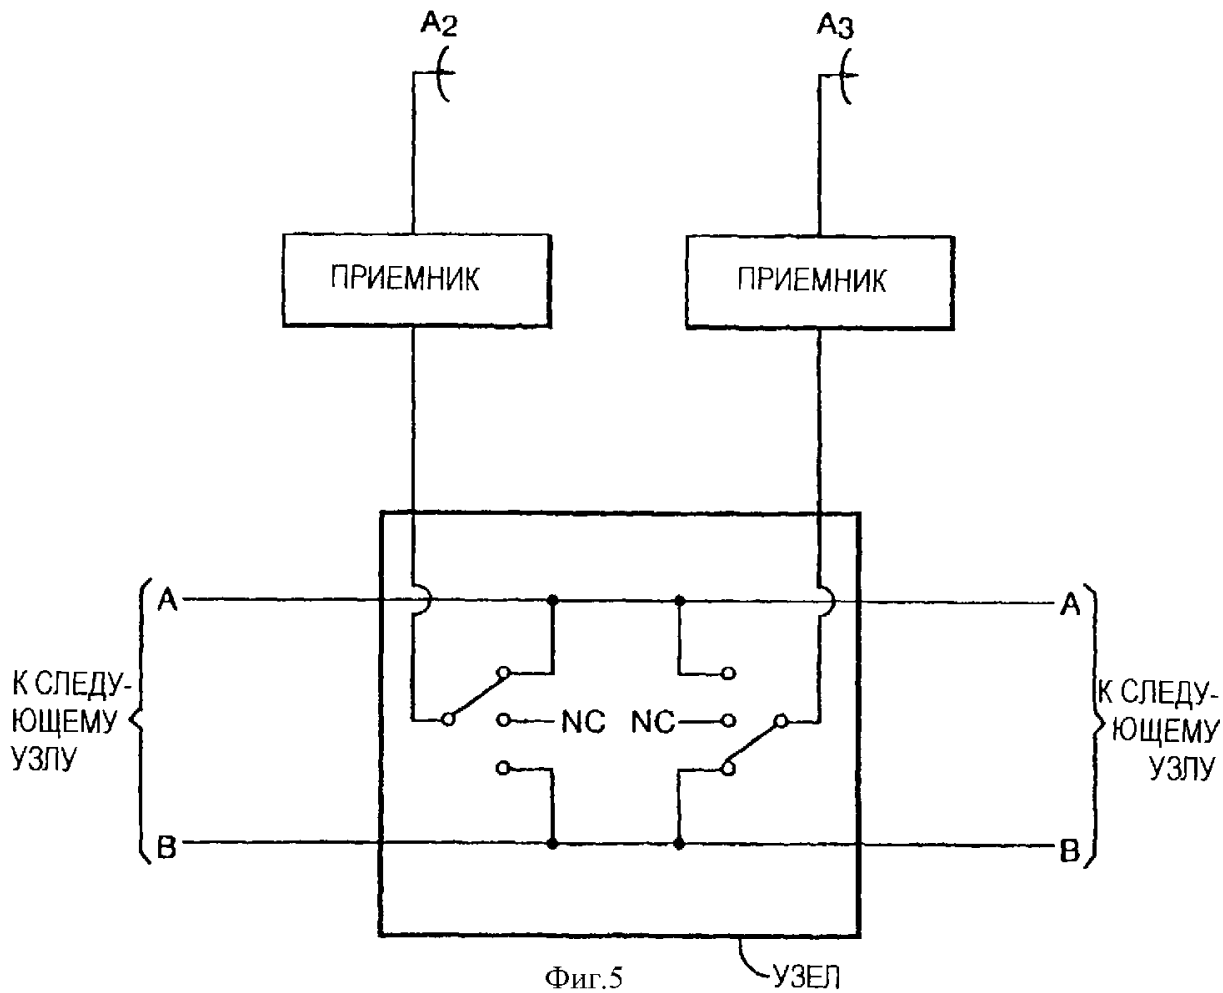 A2
A3
ПРИЕМНИК
ПРИЕМНИК
A
A
К СЛЕДУ-
ЮЩЕМУ
УЗЛУ
NC
NC
К СЛЕДУ-
ЮЩЕМУ
УЗЛУ
B
B
УЗЕЛ
Фиг.5